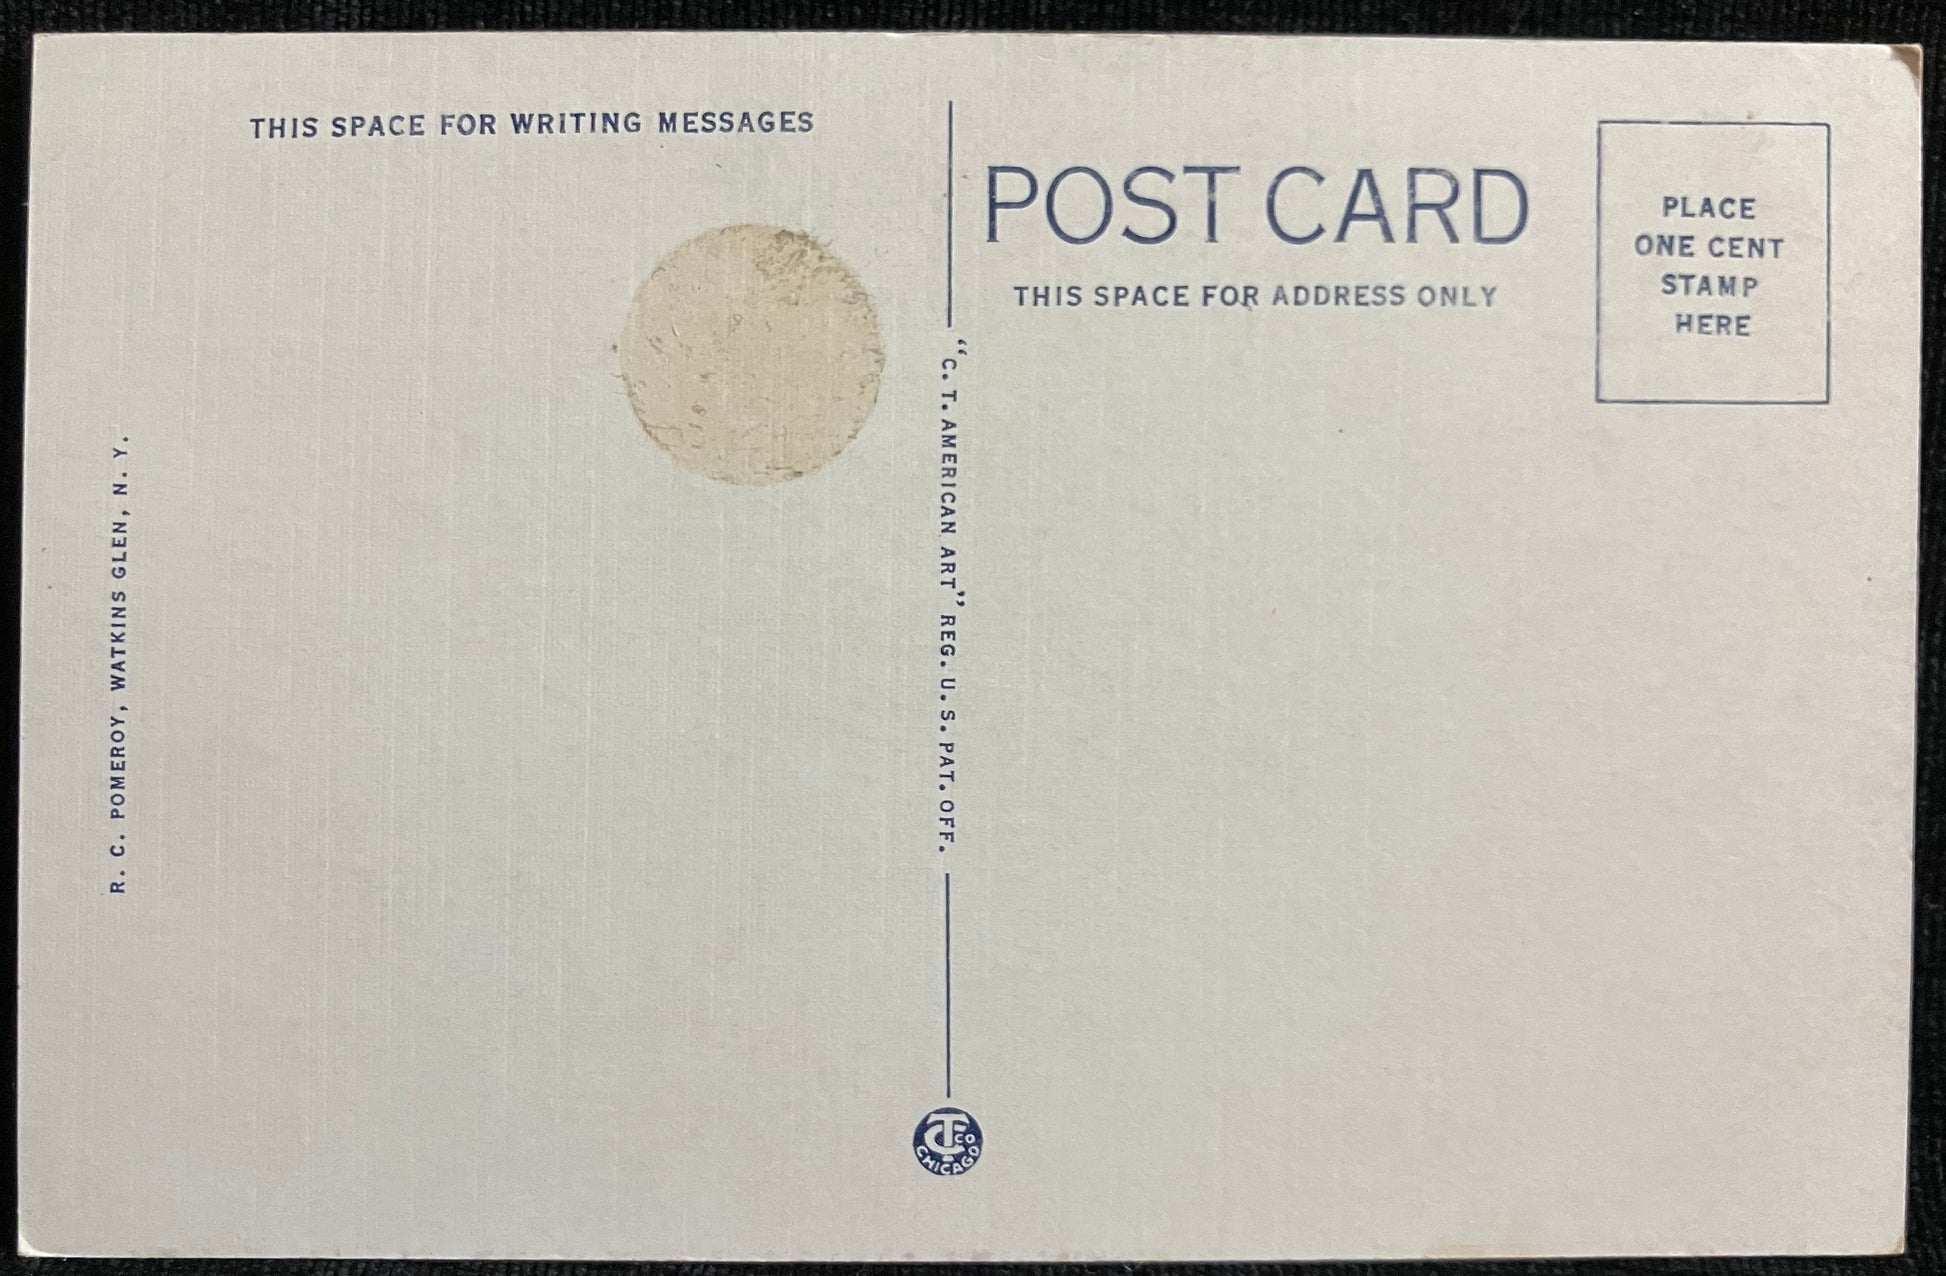 THIS SPACE FOR WRITING MESSAGES
POST CARD
THIS SPACE FOR ADDRESS ONLY
PLACE
ONE CENT
STAMP
HERE
R. C. POMEROY, WATKINS GLEN, N. Y.
“C. T. AMERICAN ART” REG. U. S. PAT. OFF.
CT CO
CHICAGO